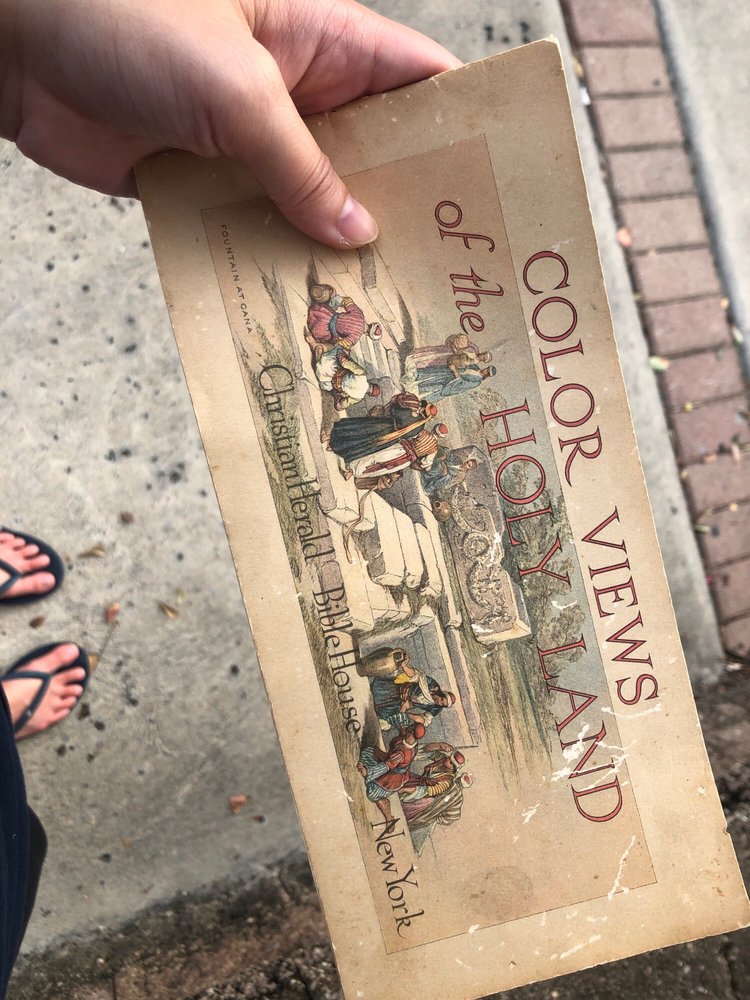 COLOR VIEWS
of the HOLY LAND
FOUNTAIN AT CANA
Christian Herald Bible House
New York